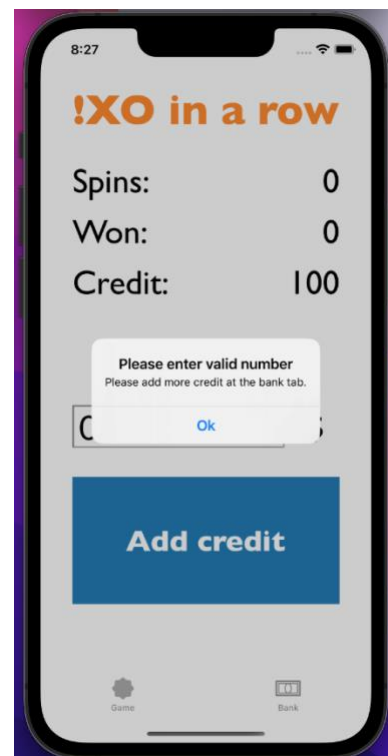 8:27
!XO in a row
Spins: 0
Won: 0
Credit: 100
Please enter valid number
Please add more credit at the bank tab.
Ok
Add credit
Game
Bank